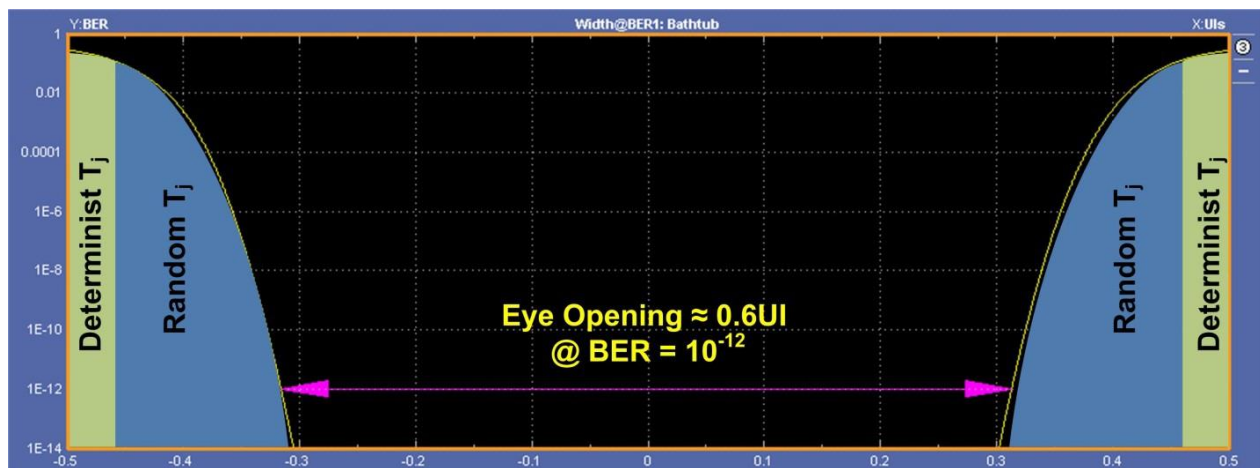 Y:BER
Width@BER1: Bathtub
X:UIs
1
0.01
0.0001
1E-6
1E-8
1E-10
1E-12
1E-14
Determinist Tj
Random Tj
Eye Opening ≈ 0.6UI
@ BER = 10⁻¹²
Random Tj
Determinist Tj
3
-0.5
-0.4
-0.3
-0.2
-0.1
0
0.1
0.2
0.3
0.4
0.5